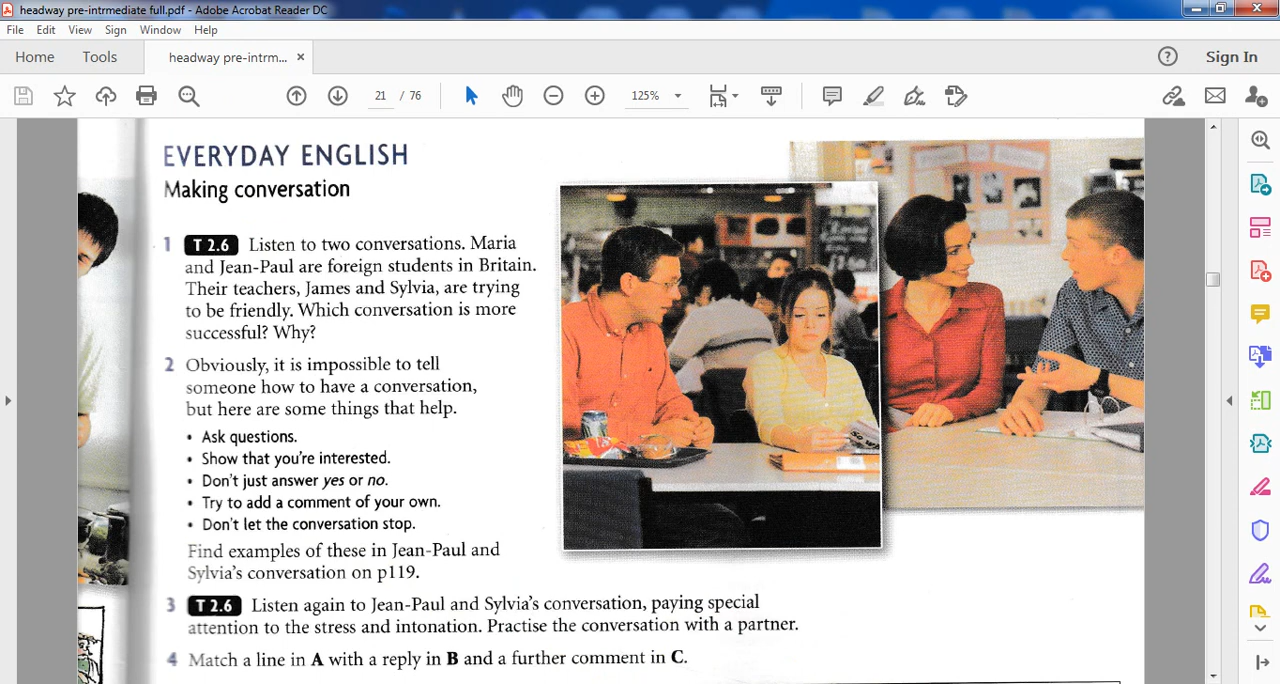 headway pre-intrmediate full.pdf - Adobe Acrobat Reader DC
File Edit View Sign Window Help
Home Tools headway pre-intrm... × ? Sign In
21 / 76 125%
EVERYDAY ENGLISH
Making conversation
1 T 2.6 Listen to two conversations. Maria
and Jean-Paul are foreign students in Britain.
Their teachers, James and Sylvia, are trying
to be friendly. Which conversation is more
successful? Why?
2 Obviously, it is impossible to tell
someone how to have a conversation,
but here are some things that help.
• Ask questions.
• Show that you're interested.
• Don't just answer yes or no.
• Try to add a comment of your own.
• Don't let the conversation stop.
Find examples of these in Jean-Paul and
Sylvia's conversation on p119.
3 T 2.6 Listen again to Jean-Paul and Sylvia's conversation, paying special
attention to the stress and intonation. Practise the conversation with a partner.
4 Match a line in A with a reply in B and a further comment in C.